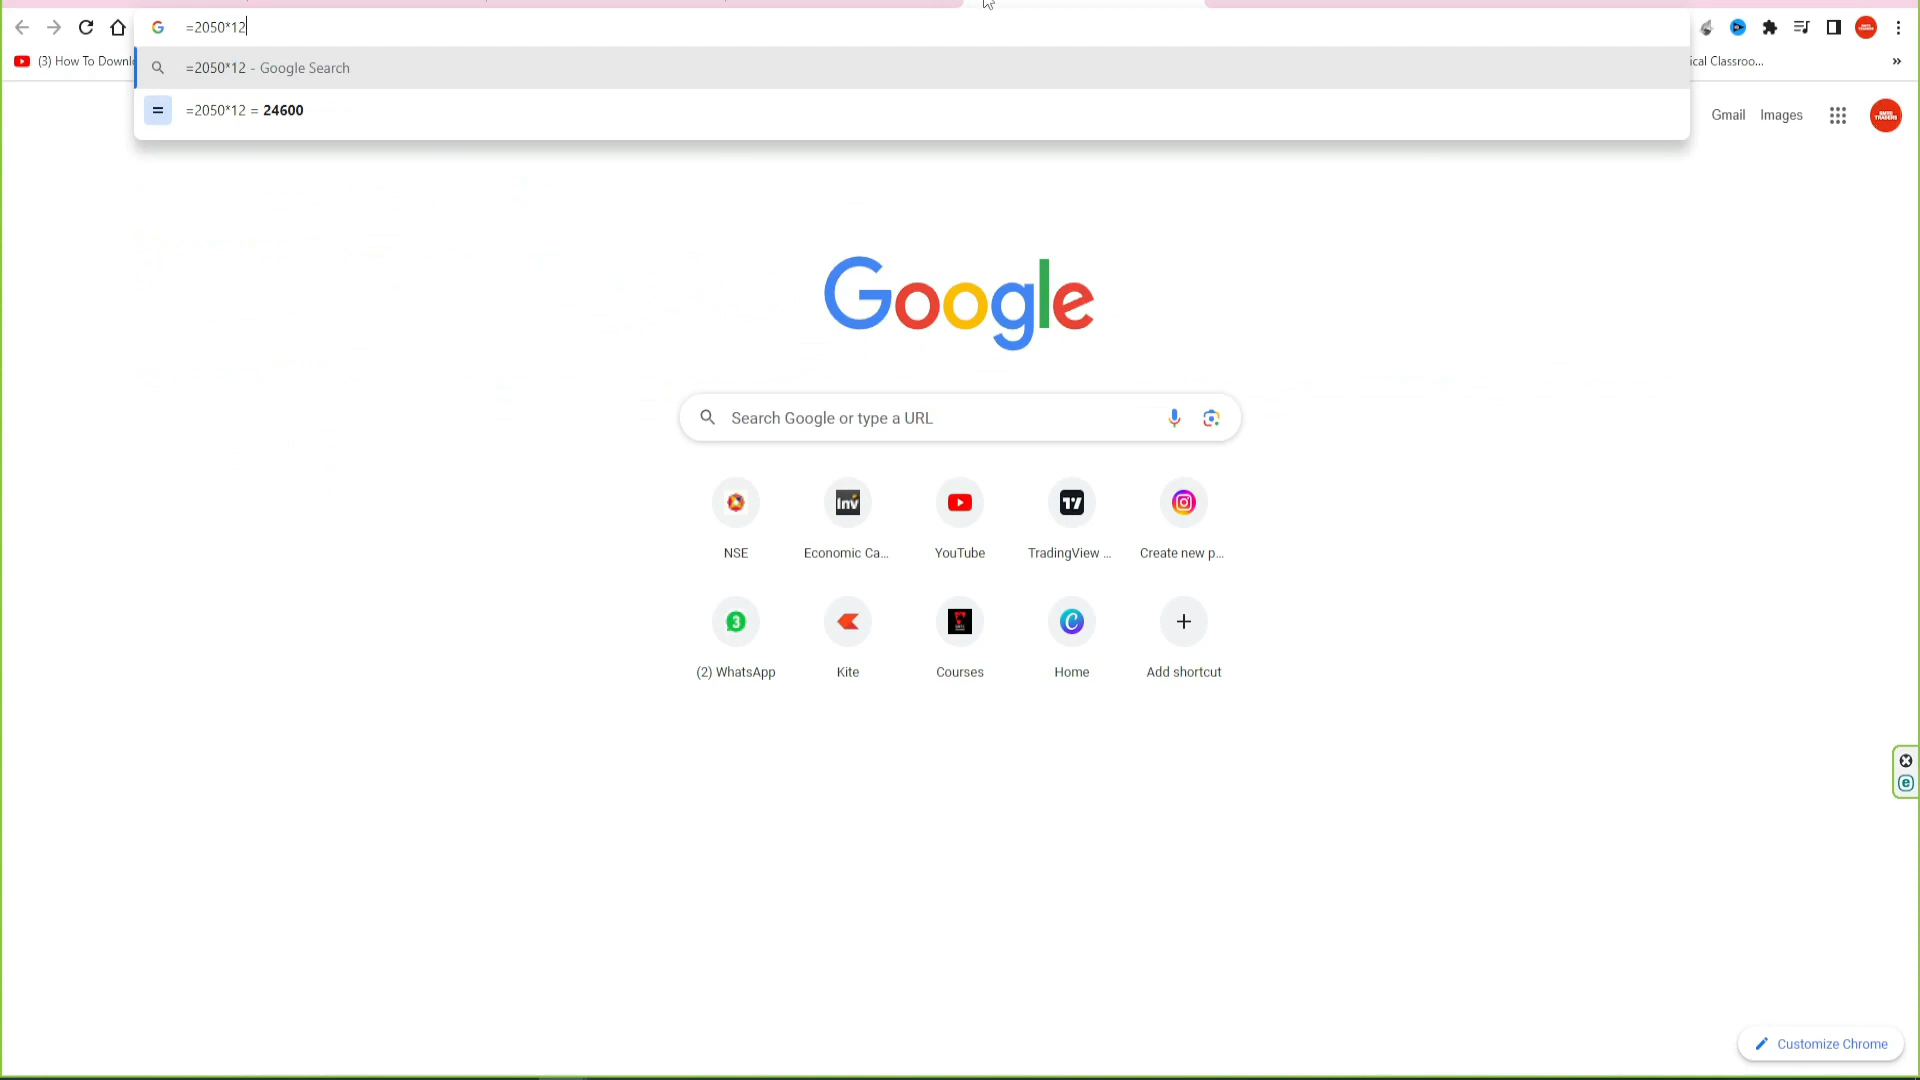 =2050*12
(3) How To Downl
=2050*12 - Google Search
ical Classroo...
»
=2050*12 = 24600
Gmail Images
Google
Search Google or type a URL
Inv
NSE Economic Ca... YouTube TradingView ... Create new p...
3
(2) WhatsApp Kite Courses Home Add shortcut
Customize Chrome